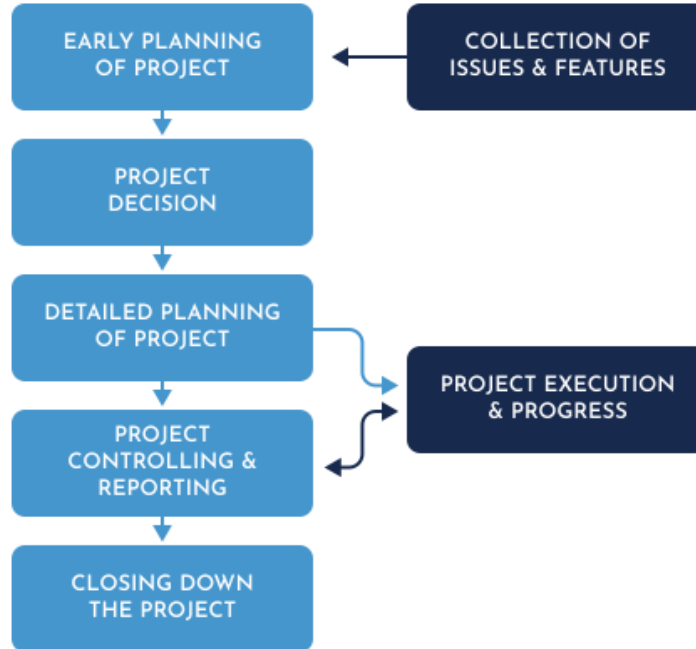 EARLY PLANNING
OF PROJECT
COLLECTION OF
ISSUES & FEATURES
PROJECT
DECISION
DETAILED PLANNING
OF PROJECT
PROJECT EXECUTION
& PROGRESS
PROJECT
CONTROLLING &
REPORTING
CLOSING DOWN
THE PROJECT